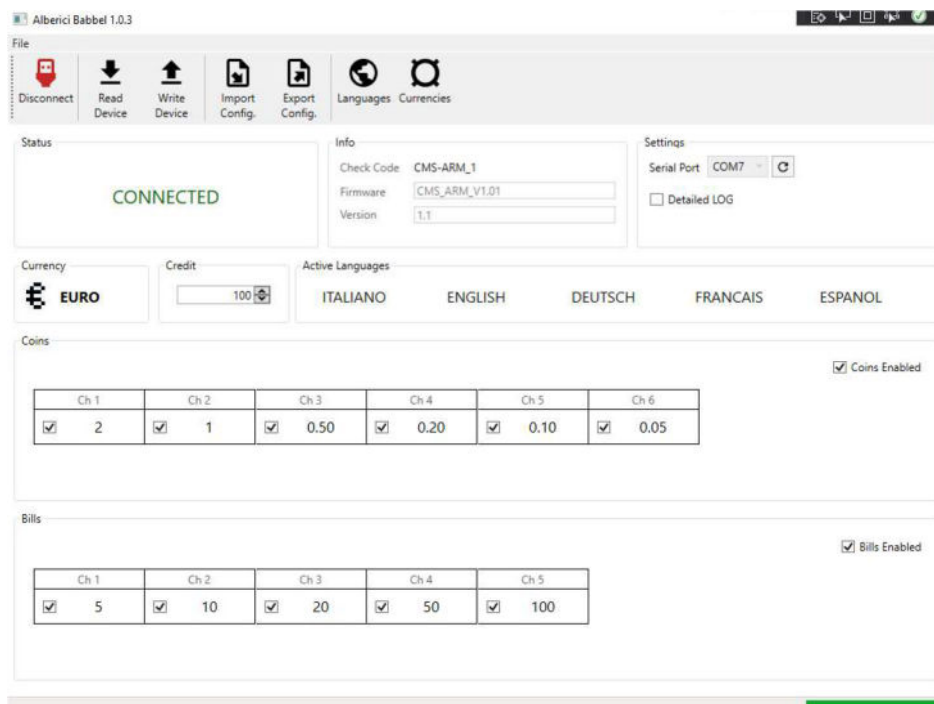 Alberici Babbel 1.0.3
File
Disconnect Read Device Write Device Import Config. Export Config. Languages Currencies
Status
CONNECTED
Info
Check Code CMS-ARM_1
Firmware CMS_ARM_V1.01
Version 1.1
Settings
Serial Port COM7
Detailed LOG
Currency
€ EURO
Credit
100
Active Languages
ITALIANO ENGLISH DEUTSCH FRANCAIS ESPANOL
Coins
Coins Enabled
Ch 1 Ch 2 Ch 3 Ch 4 Ch 5 Ch 6
2 1 0.50 0.20 0.10 0.05
Bills
Bills Enabled
Ch 1 Ch 2 Ch 3 Ch 4 Ch 5
5 10 20 50 100